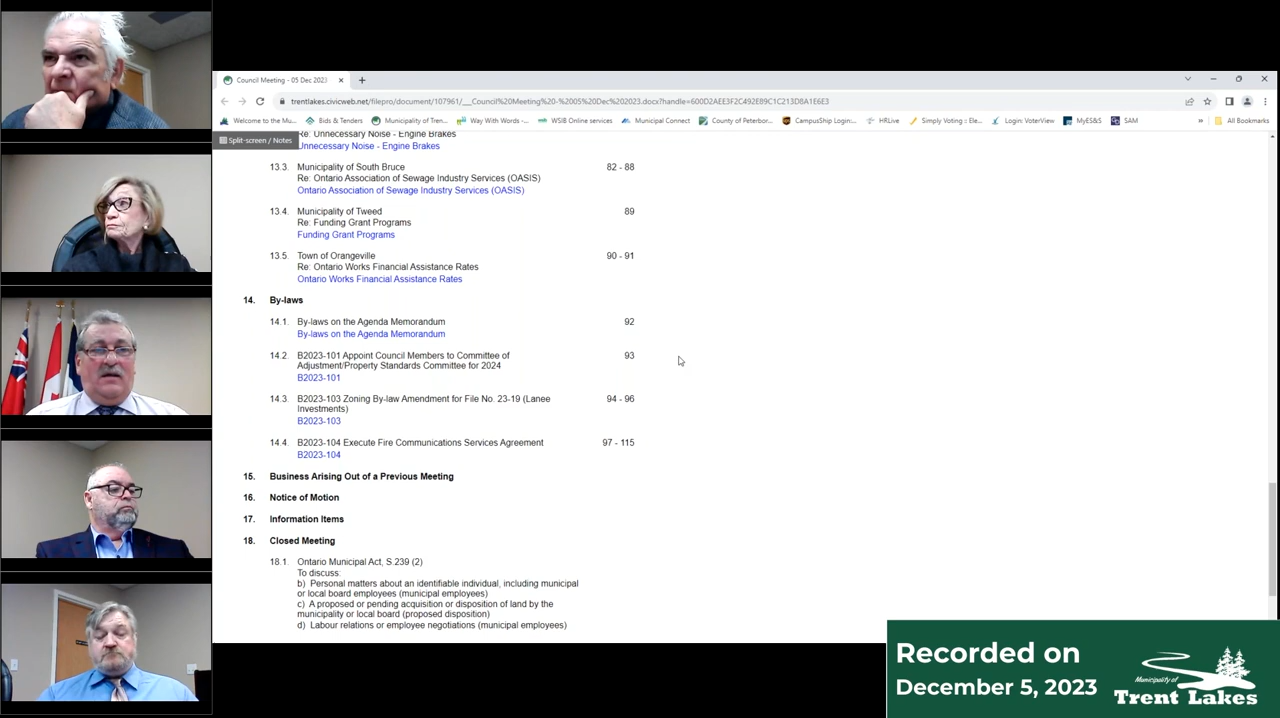 Council Meeting - 05 Dec 2023
trentlakes.civicweb.net/filepro/document/107961/__Council%20Meeting%20-%2005%20Dec%202023.docx?handle=600D2AEE3F2C492E89C1C213D8A1E6E3
Welcome to the Mu... Bids & Tenders Municipality of Tren... Way With Words -... WSIB Online services Municipal Connect County of Peterbor... CampusShip Login:... HRLive Simply Voting : Ele... Login: VoterView MyES&S SAM » All Bookmarks
Split-screen / Notes
Re: Unnecessary Noise - Engine Brakes
Unnecessary Noise - Engine Brakes
13.3. Municipality of South Bruce 82 - 88
Re: Ontario Association of Sewage Industry Services (OASIS)
Ontario Association of Sewage Industry Services (OASIS)
13.4. Municipality of Tweed 89
Re: Funding Grant Programs
Funding Grant Programs
13.5. Town of Orangeville 90 - 91
Re: Ontario Works Financial Assistance Rates
Ontario Works Financial Assistance Rates
14. By-laws
14.1. By-laws on the Agenda Memorandum 92
By-laws on the Agenda Memorandum
14.2. B2023-101 Appoint Council Members to Committee of 93
Adjustment/Property Standards Committee for 2024
B2023-101
14.3. B2023-103 Zoning By-law Amendment for File No. 23-19 (Lanee 94 - 96
Investments)
B2023-103
14.4. B2023-104 Execute Fire Communications Services Agreement 97 - 115
B2023-104
15. Business Arising Out of a Previous Meeting
16. Notice of Motion
17. Information Items
18. Closed Meeting
18.1. Ontario Municipal Act, S.239 (2)
To discuss:
b) Personal matters about an identifiable individual, including municipal
or local board employees (municipal employees)
c) A proposed or pending acquisition or disposition of land by the
municipality or local board (proposed disposition)
d) Labour relations or employee negotiations (municipal employees)
Recorded on
December 5, 2023
Municipality of
Trent Lakes